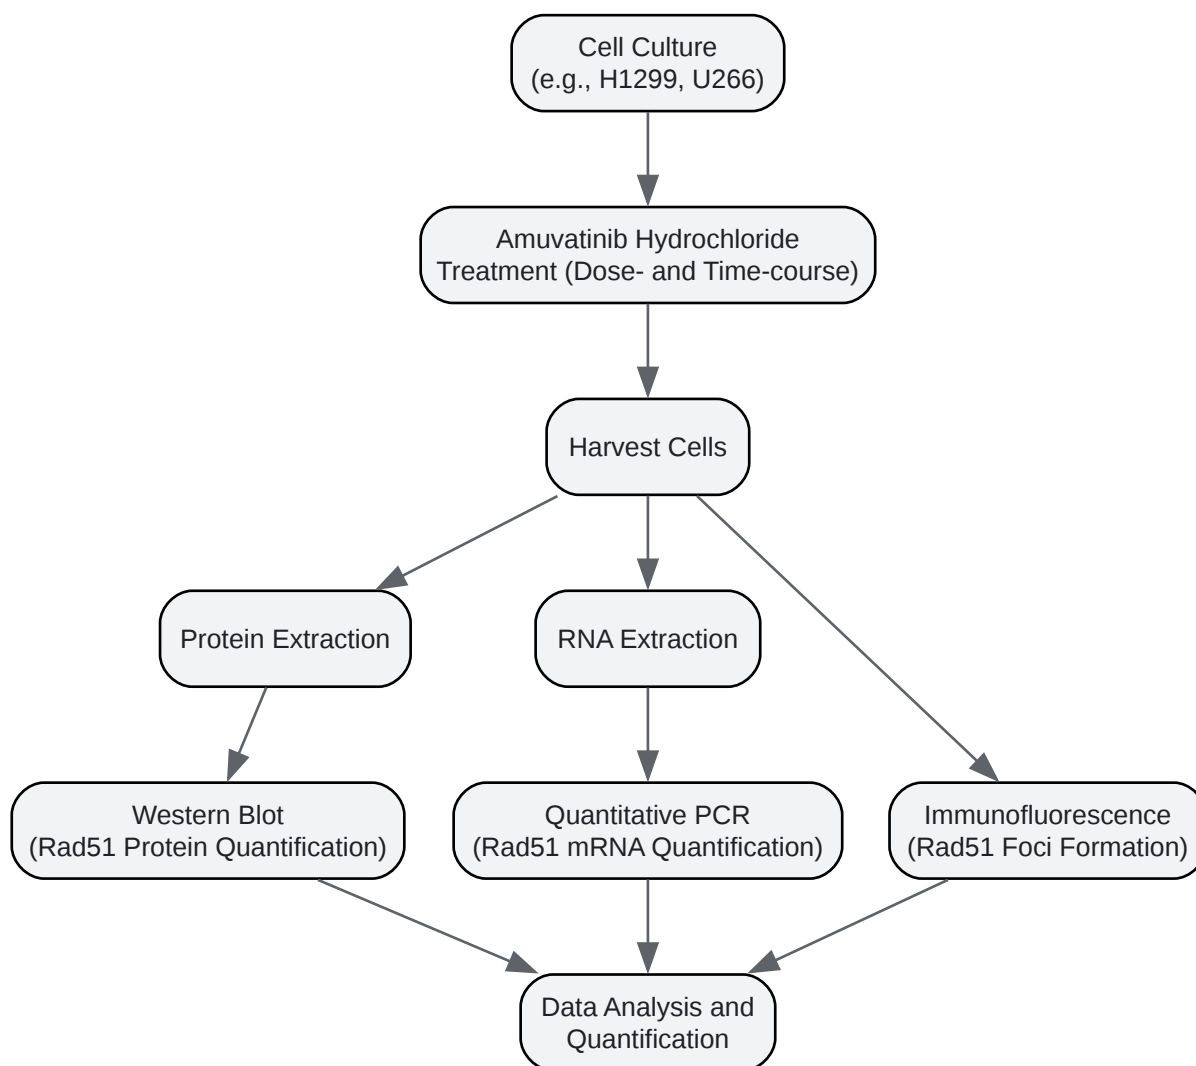 Cell Culture
(e.g., H1299, U266)
Amuvatinib Hydrochloride
Treatment (Dose- and Time-course)
Harvest Cells
Protein Extraction
RNA Extraction
Western Blot
(Rad51 Protein Quantification)
Quantitative PCR
(Rad51 mRNA Quantification)
Immunofluorescence
(Rad51 Foci Formation)
Data Analysis and
Quantification